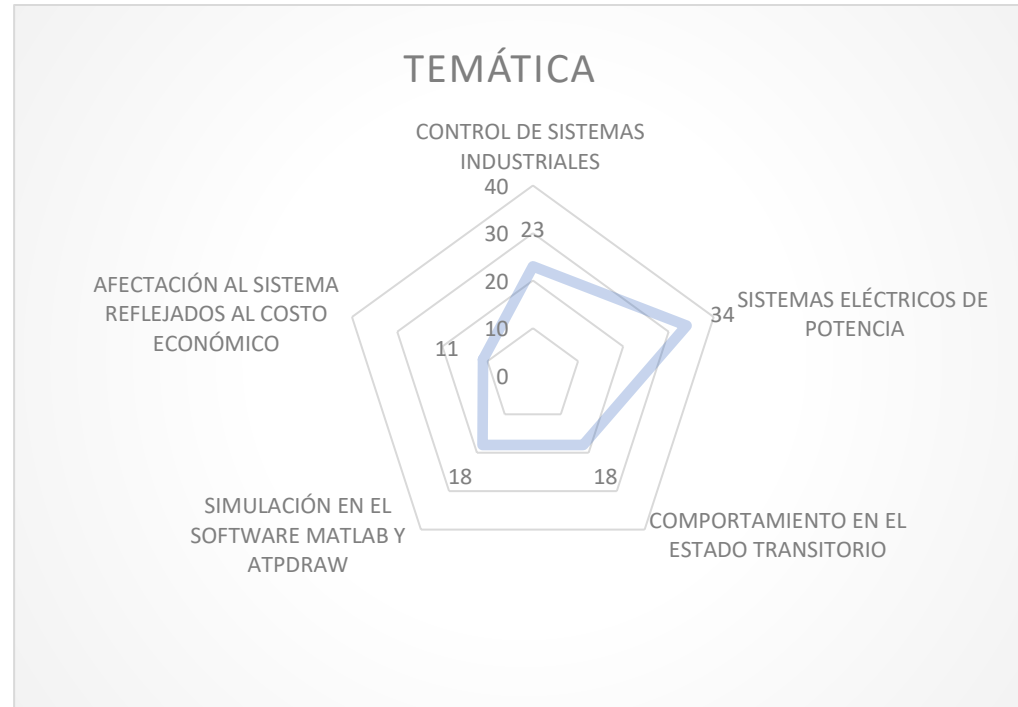 TEMÁTICA
CONTROL DE SISTEMAS
INDUSTRIALES
40
30
23
20
10
0
34
SISTEMAS ELÉCTRICOS DE
POTENCIA
18
COMPORTAMIENTO EN EL
ESTADO TRANSITORIO
18
SIMULACIÓN EN EL
SOFTWARE MATLAB Y
ATPDRAW
11
AFECTACIÓN AL SISTEMA
REFLEJADOS AL COSTO
ECONÓMICO